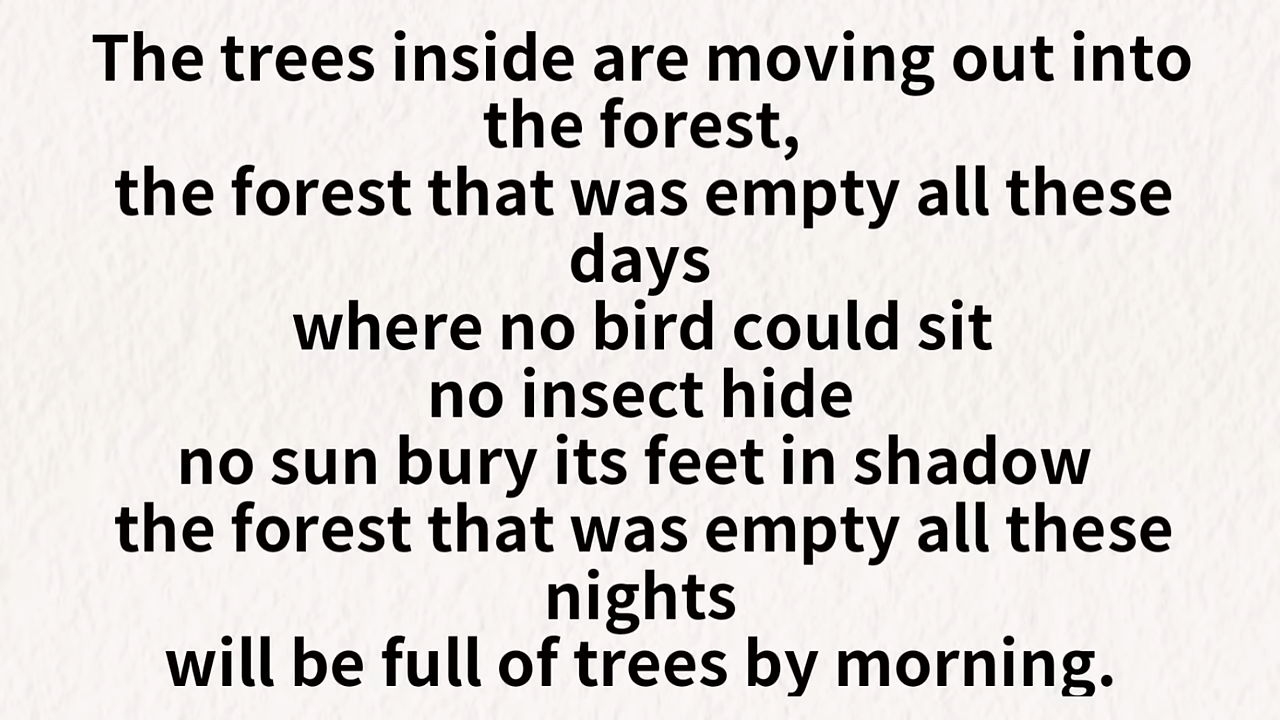 The trees inside are moving out into
the forest,
the forest that was empty all these
days
where no bird could sit
no insect hide
no sun bury its feet in shadow
the forest that was empty all these
nights
will be full of trees by morning.